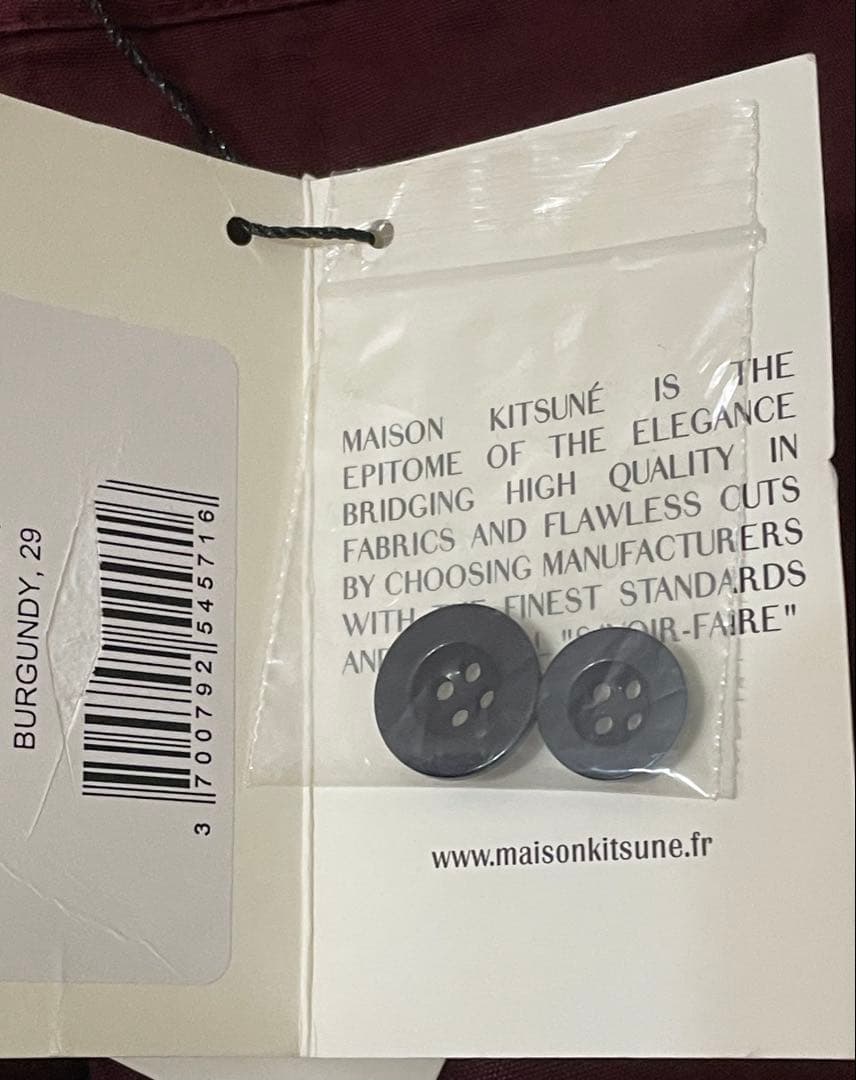 BURGUNDY, 29
3 700792 545716
MAISON KITSUNÉ IS THE
EPITOME OF THE ELEGANCE
BRIDGING HIGH QUALITY IN
FABRICS AND FLAWLESS CUTS
BY CHOOSING MANUFACTURERS
WITH FINEST STANDARDS
"SAVOIR-FAIRE"
www.maisonkitsune.fr